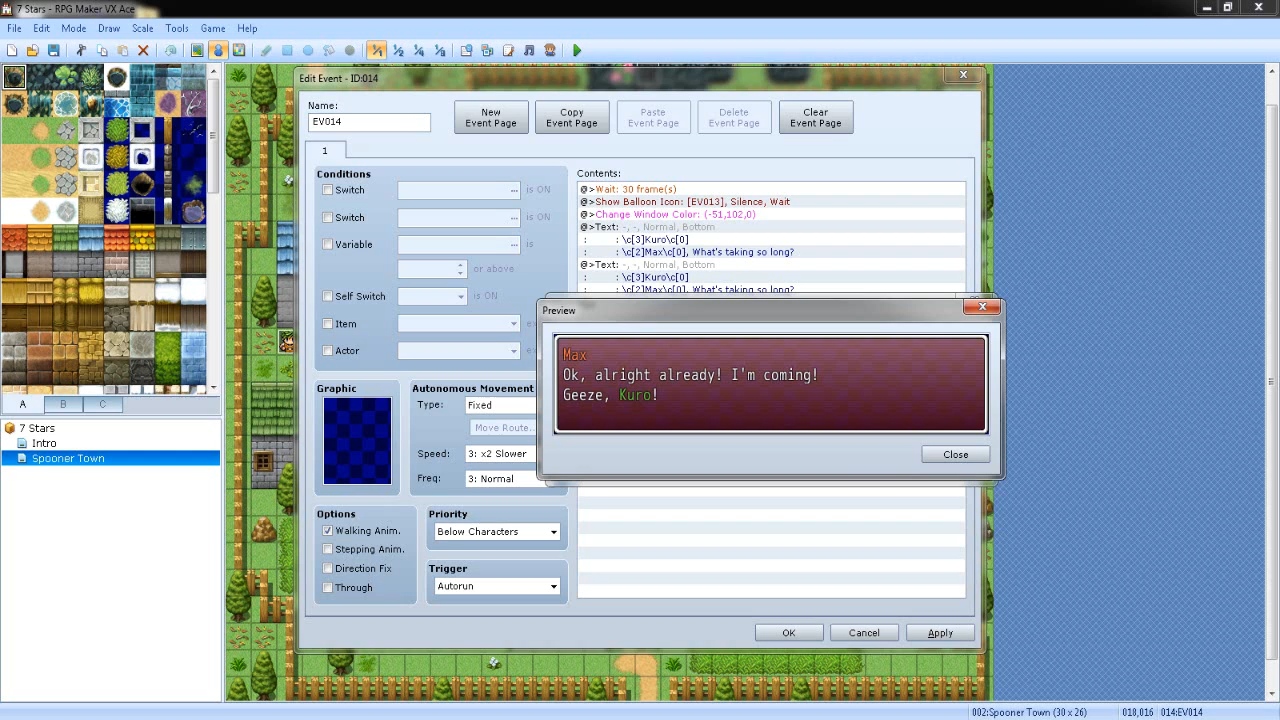 7 Stars - RPG Maker VX Ace
File Edit Mode Draw Scale Tools Game Help
Edit Event - ID:014
Name:
EV014
New Event Page
Copy Event Page
Paste Event Page
Delete Event Page
Clear Event Page
1
Conditions
Switch ... is ON
Switch ... is ON
Variable ... is
or above
Self Switch is ON
Item
Actor
Graphic
Autonomous Movement
Type: Fixed
Move Route..
Speed: 3: x2 Slower
Freq: 3: Normal
Options
Walking Anim.
Stepping Anim.
Direction Fix
Through
Priority
Below Characters
Trigger
Autorun
Contents:
@>Wait: 30 frame(s)
@>Show Balloon Icon: [EV013], Silence, Wait
@>Change Window Color: (-51,102,0)
@>Text: -, -, Normal, Bottom
: : \c[3]Kuro\c[0]
: : \c[2]Max\c[0], What's taking so long?
@>Text: -, -, Normal, Bottom
: : \c[3]Kuro\c[0]
: : \c[2]Max\c[0], What's taking so long?
Preview
Max
Ok, alright already! I'm coming!
Geeze, Kuro!
Close
OK Cancel Apply
A B C
7 Stars
Intro
Spooner Town
002:Spooner Town (30 x 26) 018,016 014:EV014